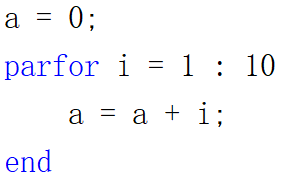 a = 0;
parfor i = 1 : 10
    a = a + i;
end